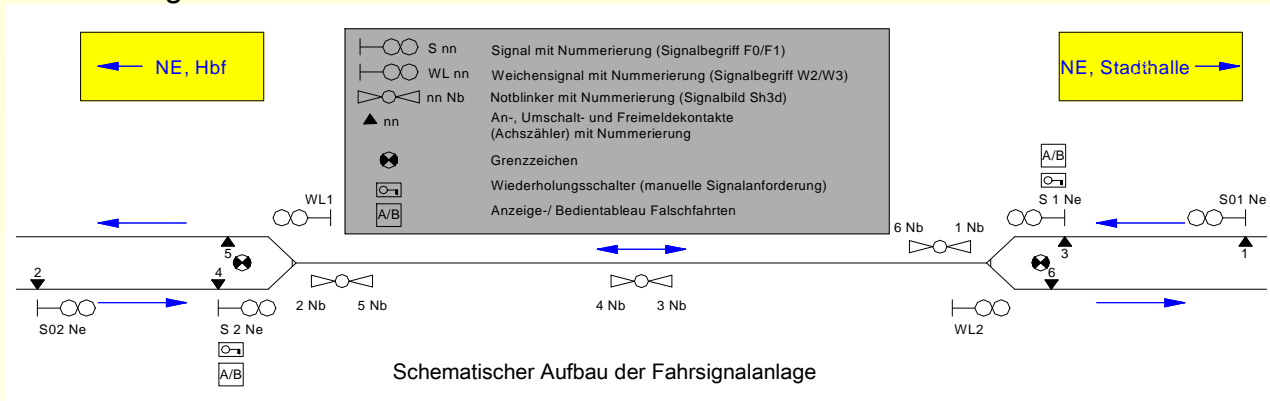 NE, Hbf
S nn Signal mit Nummerierung (Signalbegriff F0/F1)
WL nn Weichensignal mit Nummerierung (Signalbegriff W2/W3)
nn Nb Notblinker mit Nummerierung (Signalbild Sh3d)
nn An-, Umschalt- und Freimeldekontakte
(Achszähler) mit Nummerierung
Grenzzeichen
Wiederholungsschalter (manuelle Signalanforderung)
A/B Anzeige-/ Bedientableau Falschfahrten
NE, Stadthalle
A/B
WL1
S 1 Ne
S01 Ne
6 Nb 1 Nb
5
3
1
2
4
6
2 Nb 5 Nb
4 Nb 3 Nb
S02 Ne
S 2 Ne
WL2
A/B
Schematischer Aufbau der Fahrsignalanlage